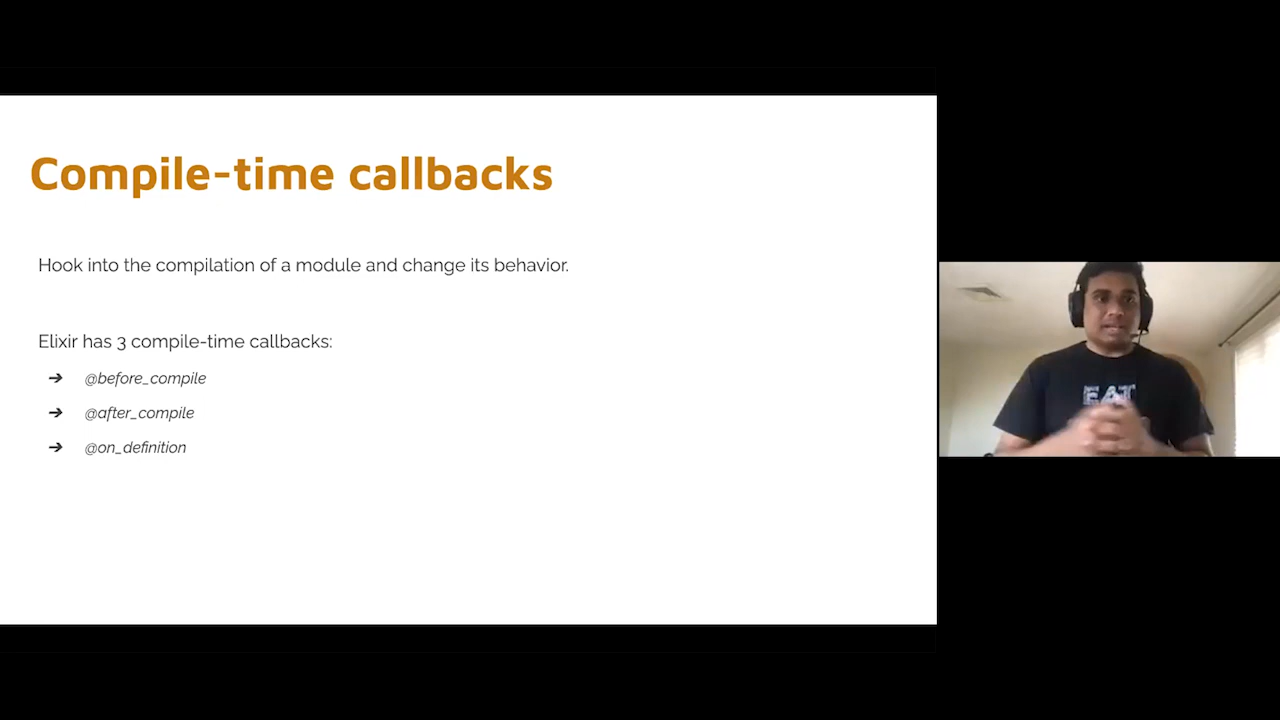 Compile-time callbacks
Hook into the compilation of a module and change its behavior.
Elixir has 3 compile-time callbacks:
➔ @before_compile
➔ @after_compile
➔ @on_definition
EAT